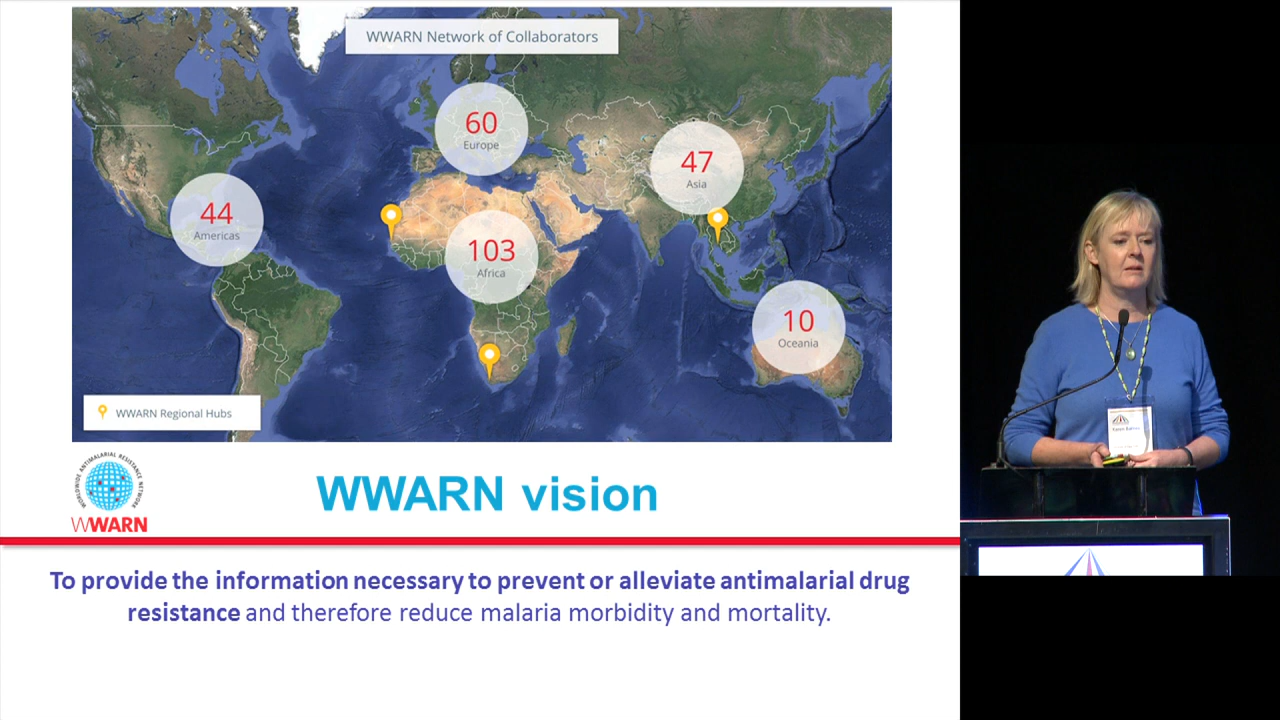 WWARN Network of Collaborators
60
Europe
47
Asia
44
Americas
103
Africa
10
Oceania
WWARN Regional Hubs
WORLDWIDE ANTIMALARIAL RESISTANCE NETWORK
WWARN
WWARN vision
To provide the information necessary to prevent or alleviate antimalarial drug
resistance and therefore reduce malaria morbidity and mortality.
Karen